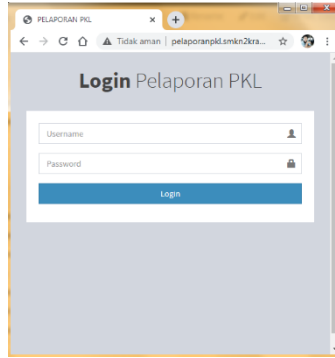 PELAPORAN PKL
Tidak aman | pelaporanpkl.smkn2kra...
Login Pelaporan PKL
Username
Password
Login